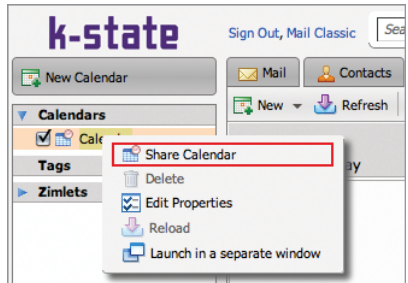 k-state
Sign Out, Mail Classic
New Calendar
Mail
Contacts
New
Refresh
Calendars
Share Calendar
Delete
Edit Properties
Reload
Launch in a separate window
Tags
Zimlets